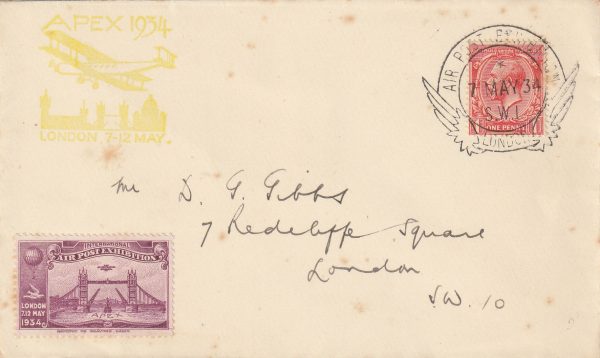 APEX 1934
LONDON 7-12 MAY.
AIR POST EXHIBITION
7 MAY 34
S.W.1.
LONDON
ONE PENNY
Mr D. G. Gibbs
7 Redcliffe Square
London
SW. 10
INTERNATIONAL
AIR POST EXHIBITION
LONDON
7-12 MAY
1934
APEX